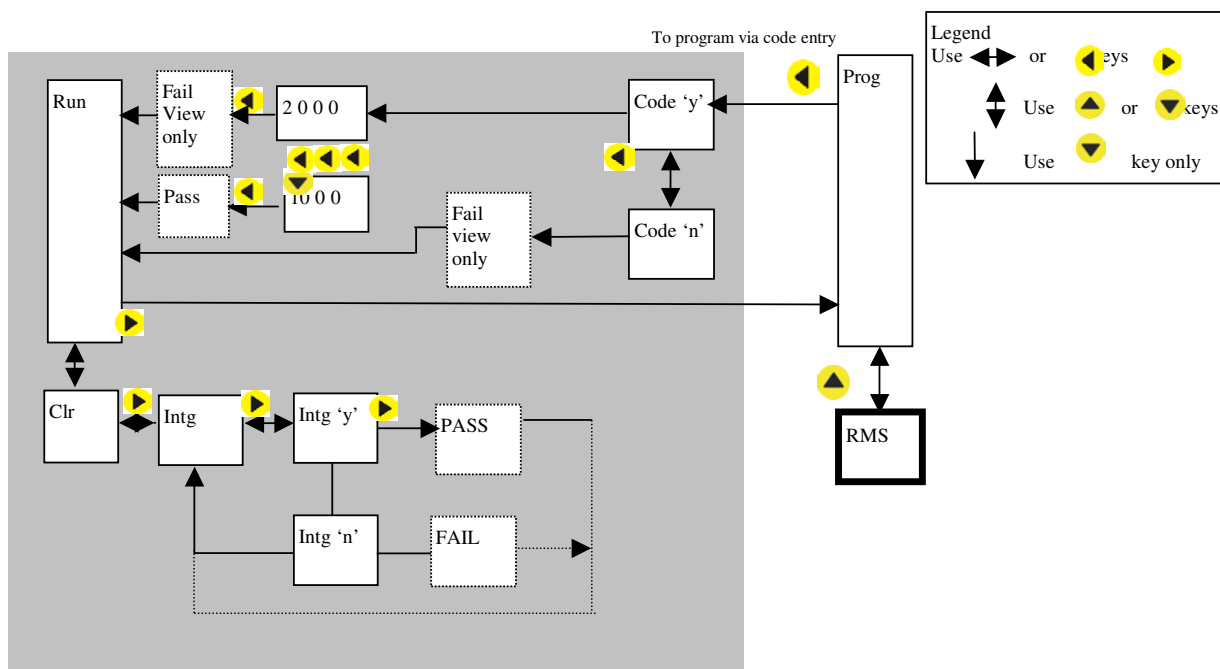 To program via code entry
Legend
Use or eys
Use or keys
Use key only
Run
Fail
View
only
2 0 0 0
Code ‘y’
Prog
Pass
10 0 0
Fail
view
only
Code ‘n’
Clr
Intg
Intg ‘y’
PASS
RMS
Intg ‘n’
FAIL